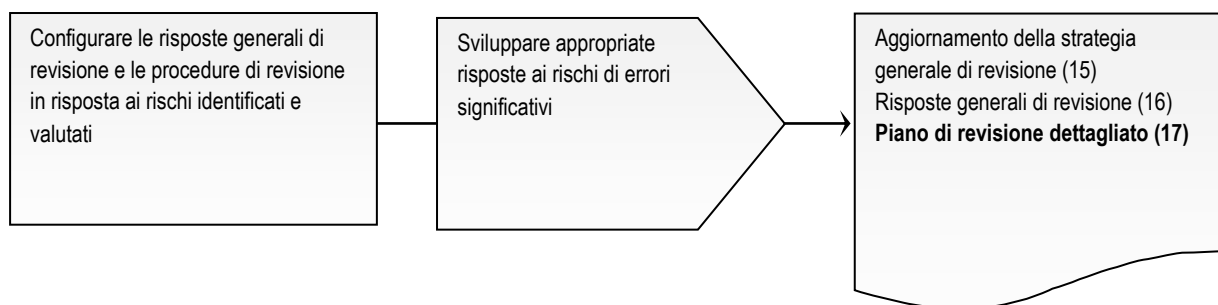 Configurare le risposte generali di
revisione e le procedure di revisione
in risposta ai rischi identificati e
valutati
Sviluppare appropriate
risposte ai rischi di errori
significativi
Aggiornamento della strategia
generale di revisione (15)
Risposte generali di revisione (16)
Piano di revisione dettagliato (17)